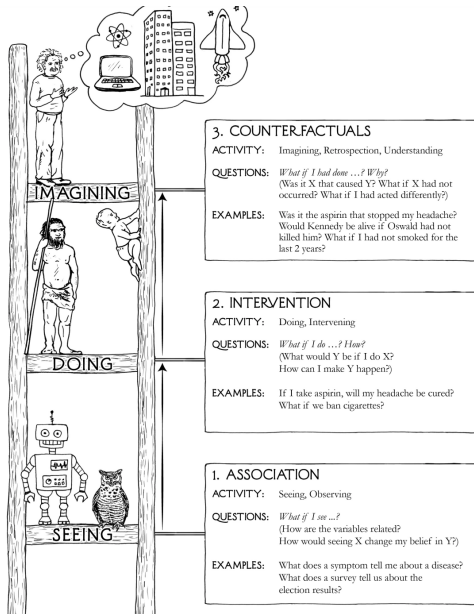 3. COUNTERFACTUALS
ACTIVITY: Imagining, Retrospection, Understanding
QUESTIONS: What if I had done …? Why?
(Was it X that caused Y? What if X had not
occurred? What if I had acted differently?)
EXAMPLES: Was it the aspirin that stopped my headache?
Would Kennedy be alive if Oswald had not
killed him? What if I had not smoked for the
last 2 years?
IMAGINING
2. INTERVENTION
ACTIVITY: Doing, Intervening
QUESTIONS: What if I do …? How?
(What would Y be if I do X?
How can I make Y happen?)
EXAMPLES: If I take aspirin, will my headache be cured?
What if we ban cigarettes?
DOING
1. ASSOCIATION
ACTIVITY: Seeing, Observing
QUESTIONS: What if I see ...?
(How are the variables related?
How would seeing X change my belief in Y?)
EXAMPLES: What does a symptom tell me about a disease?
What does a survey tell us about the
election results?
SEEING